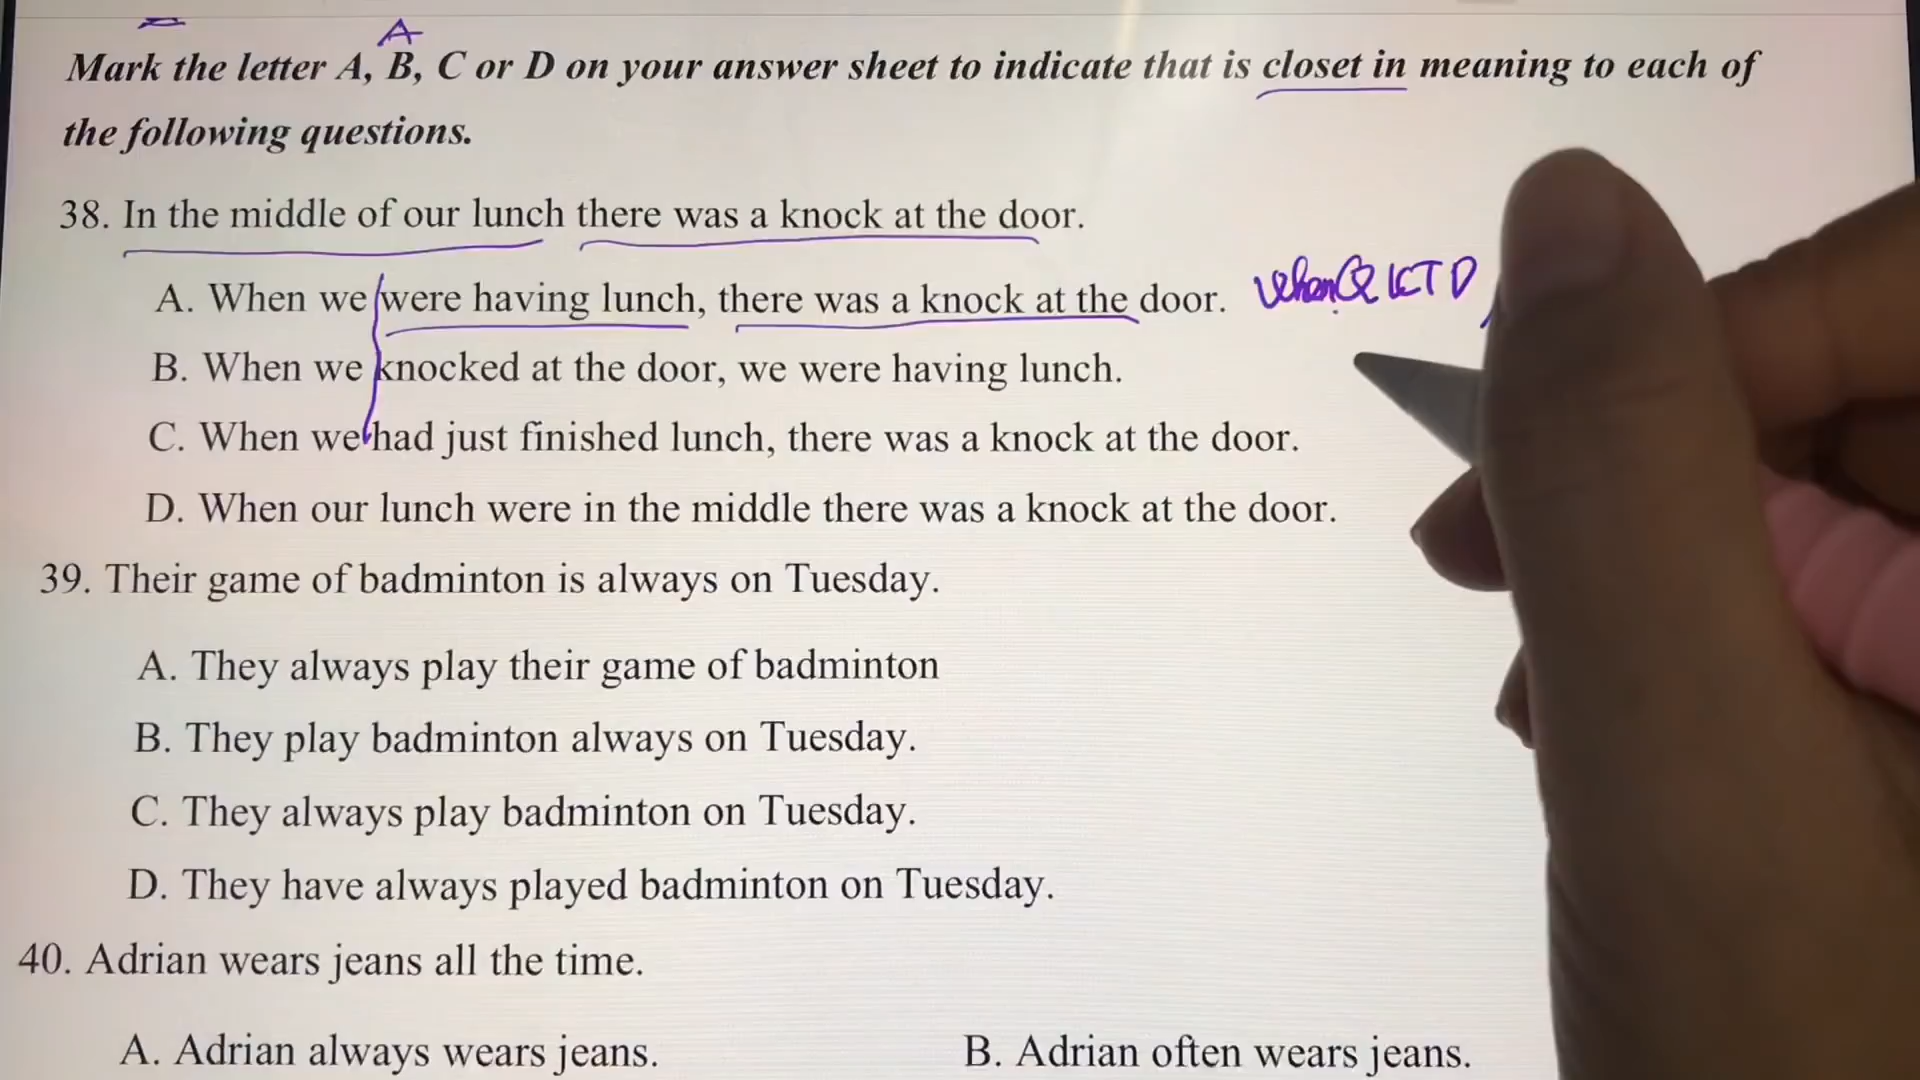 A
Mark the letter A, B, C or D on your answer sheet to indicate that is closet in meaning to each of
the following questions.
38. In the middle of our lunch there was a knock at the door.
A. When we were having lunch, there was a knock at the door.
B. When we knocked at the door, we were having lunch.
C. When we had just finished lunch, there was a knock at the door.
D. When our lunch were in the middle there was a knock at the door.
39. Their game of badminton is always on Tuesday.
A. They always play their game of badminton
B. They play badminton always on Tuesday.
C. They always play badminton on Tuesday.
D. They have always played badminton on Tuesday.
40. Adrian wears jeans all the time.
A. Adrian always wears jeans.
B. Adrian often wears jeans.